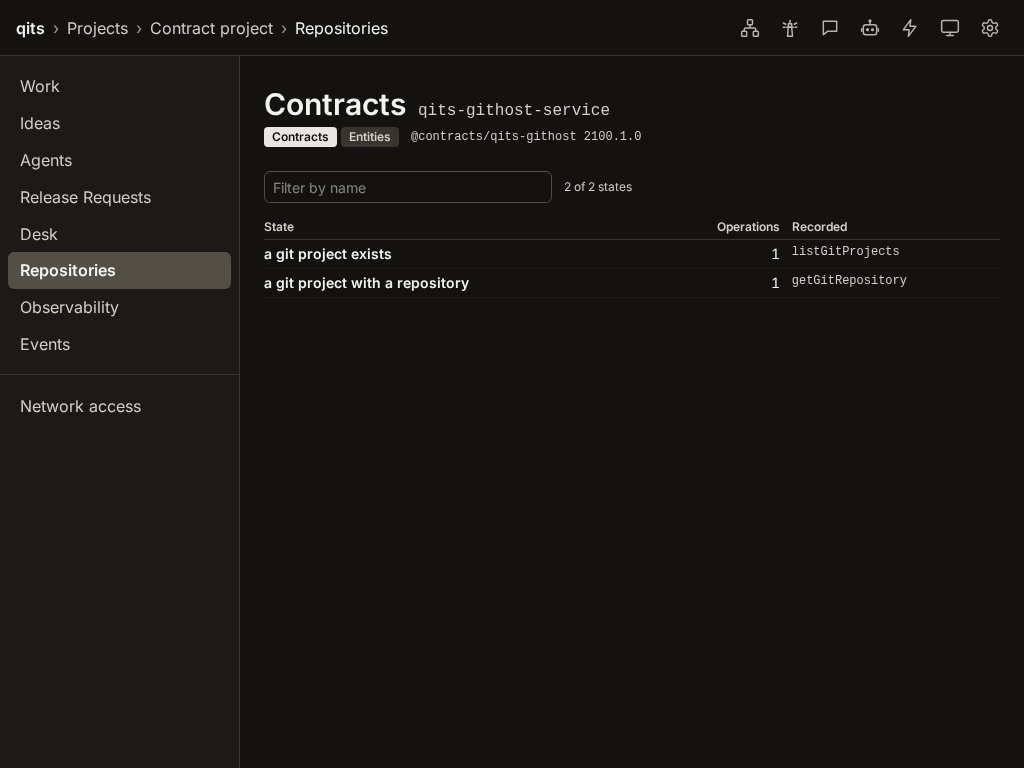 qits › Projects › Contract project › Repositories
Work
Ideas
Agents
Release Requests
Desk
Repositories
Observability
Events
Network access
Contracts qits-githost-service
Contracts Entities @contracts/qits-githost 2100.1.0
Filter by name 2 of 2 states
State Operations Recorded
a git project exists 1 listGitProjects
a git project with a repository 1 getGitRepository